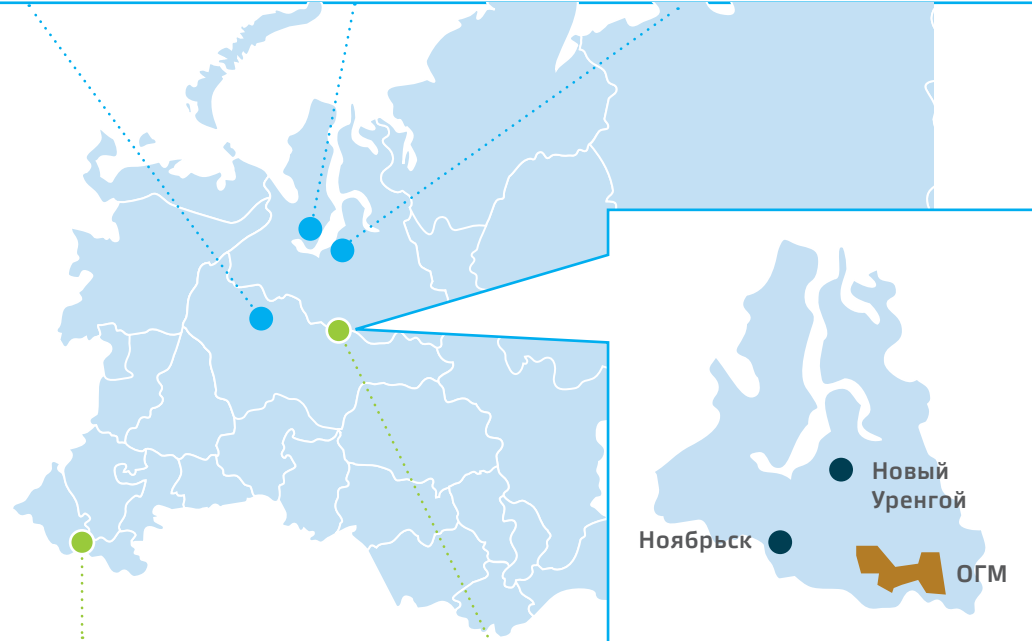 Новый
Уренгой
Ноябрьск
ОГМ